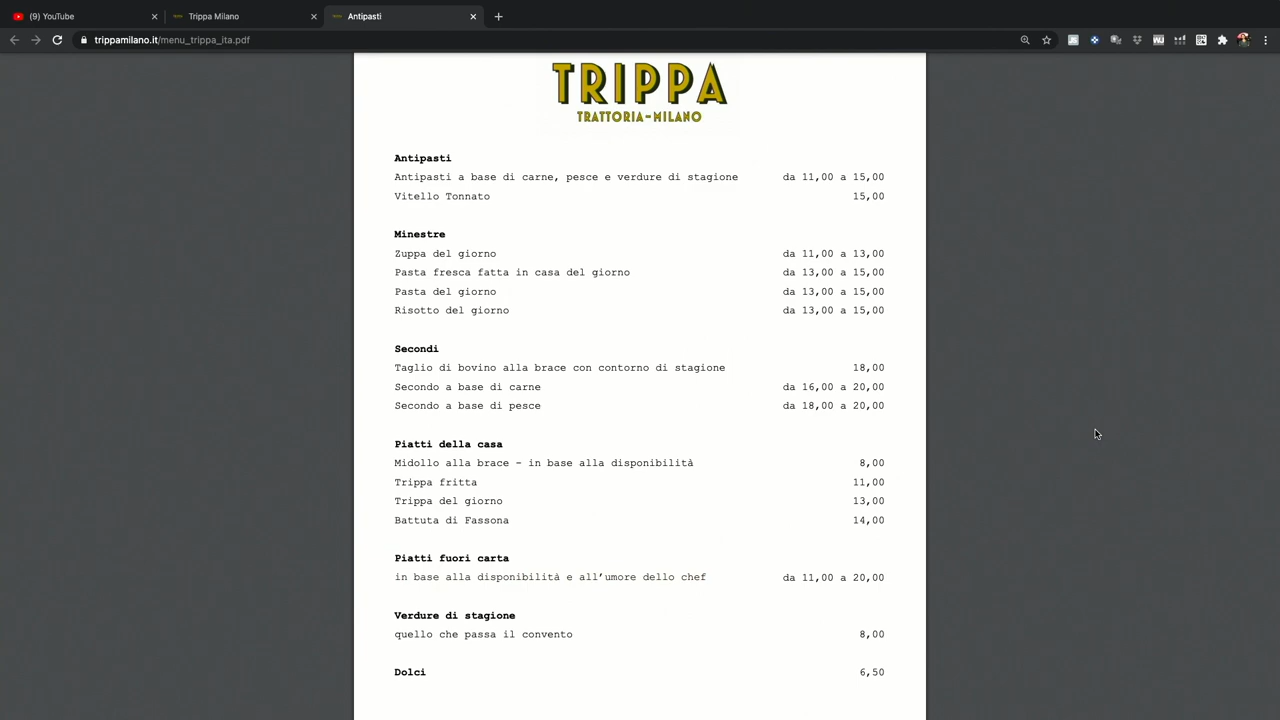 (9) YouTube
Trippa Milano
Antipasti
trippamilano.it/menu_trippa_ita.pdf
TRIPPA
TRATTORIA-MILANO
Antipasti
Antipasti a base di carne, pesce e verdure di stagione da 11,00 a 15,00
Vitello Tonnato 15,00
Minestre
Zuppa del giorno da 11,00 a 13,00
Pasta fresca fatta in casa del giorno da 13,00 a 15,00
Pasta del giorno da 13,00 a 15,00
Risotto del giorno da 13,00 a 15,00
Secondi
Taglio di bovino alla brace con contorno di stagione 18,00
Secondo a base di carne da 16,00 a 20,00
Secondo a base di pesce da 18,00 a 20,00
Piatti della casa
Midollo alla brace – in base alla disponibilità 8,00
Trippa fritta 11,00
Trippa del giorno 13,00
Battuta di Fassona 14,00
Piatti fuori carta
in base alla disponibilità e all’umore dello chef da 11,00 a 20,00
Verdure di stagione
quello che passa il convento 8,00
Dolci 6,50